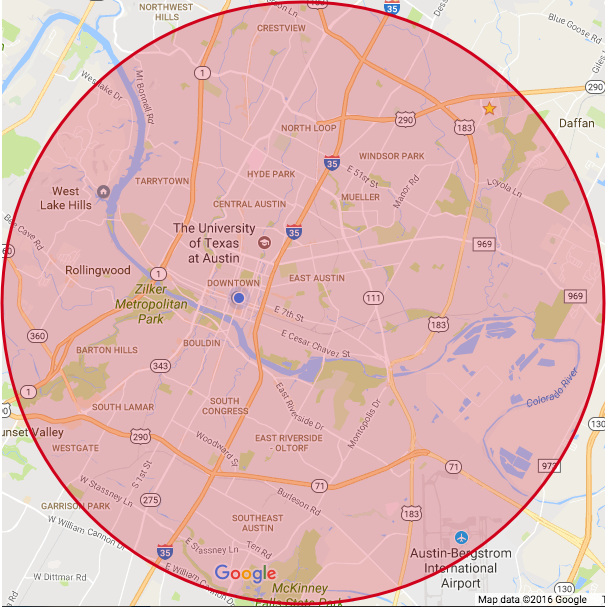 NORTHWEST
HILLS
CRESTVIEW
35
Blue Goose Rd
Giles
1
Westlake Dr
Mt Bonnell Rd
290
290
183
Daffan
NORTH LOOP
35
WINDSOR PARK
E 51st St
HYDE PARK
Manor Rd
Loyola Ln
TARRYTOWN
West
Lake Hills
MUELLER
CENTRAL AUSTIN
Bee Cave Rd
The University
of Texas
at Austin
35
969
Rollingwood
1
DOWNTOWN
EAST AUSTIN
Zilker
Metropolitan
Park
111
969
E 7th St
183
360
E Cesar Chavez St
BOULDIN
BARTON HILLS
343
Colorado River
1
SOUTH LAMAR
SOUTH
CONGRESS
East Riverside Dr
Montopolis Dr
130
unset Valley
290
Woodward St
EAST RIVERSIDE
- OLTORF
WESTGATE
71
973
S 1st St
W Stassney Ln
71
275
Burleson Rd
GARRISON PARK
183
SOUTHEAST
AUSTIN
W William Cannon Dr
35
E Stassney Ln
Teri Rd
Austin-Bergstrom
International
Airport
W Dittmar Rd
E William Cannon Dr
Google
McKinney
Falls State Park
130
Map data ©2016 Google